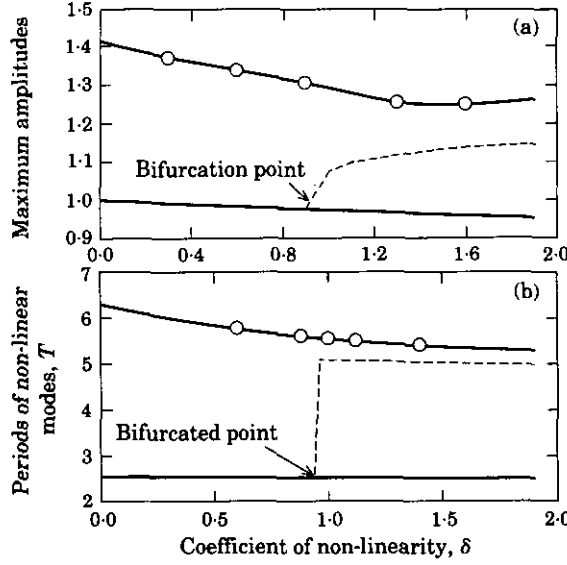 Maximum amplitudes
1·5
1·4
1·3
1·2
1·1
1·0
0·9
(a)
Bifurcation point
0·0 0·4 0·8 1·2 1·6 2·0
Periods of non-linear
modes, T
7
6
5
4
3
2
(b)
Bifurcated point
0·0 0·5 1·0 1·5 2·0
Coefficient of non-linearity, δ